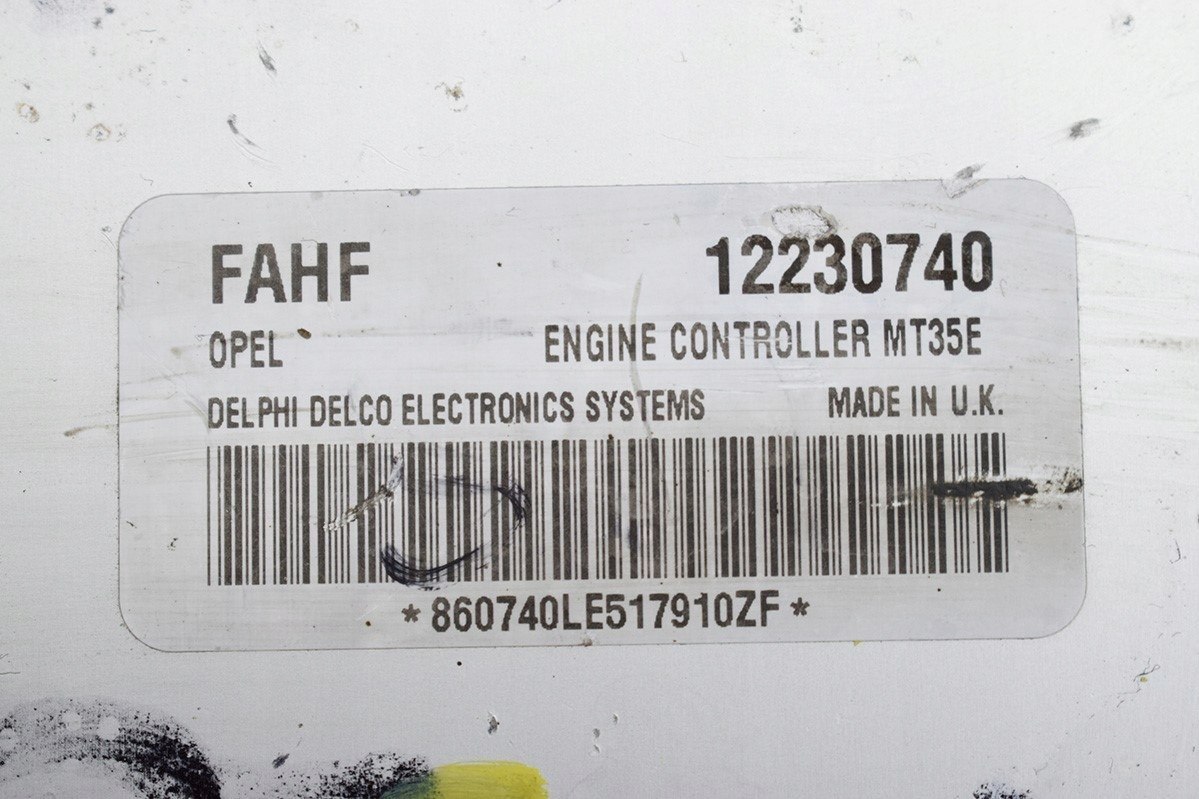 FAHF 12230740
OPEL ENGINE CONTROLLER MT35E
DELPHI DELCO ELECTRONICS SYSTEMS MADE IN U.K.
*860740LE517910ZF*